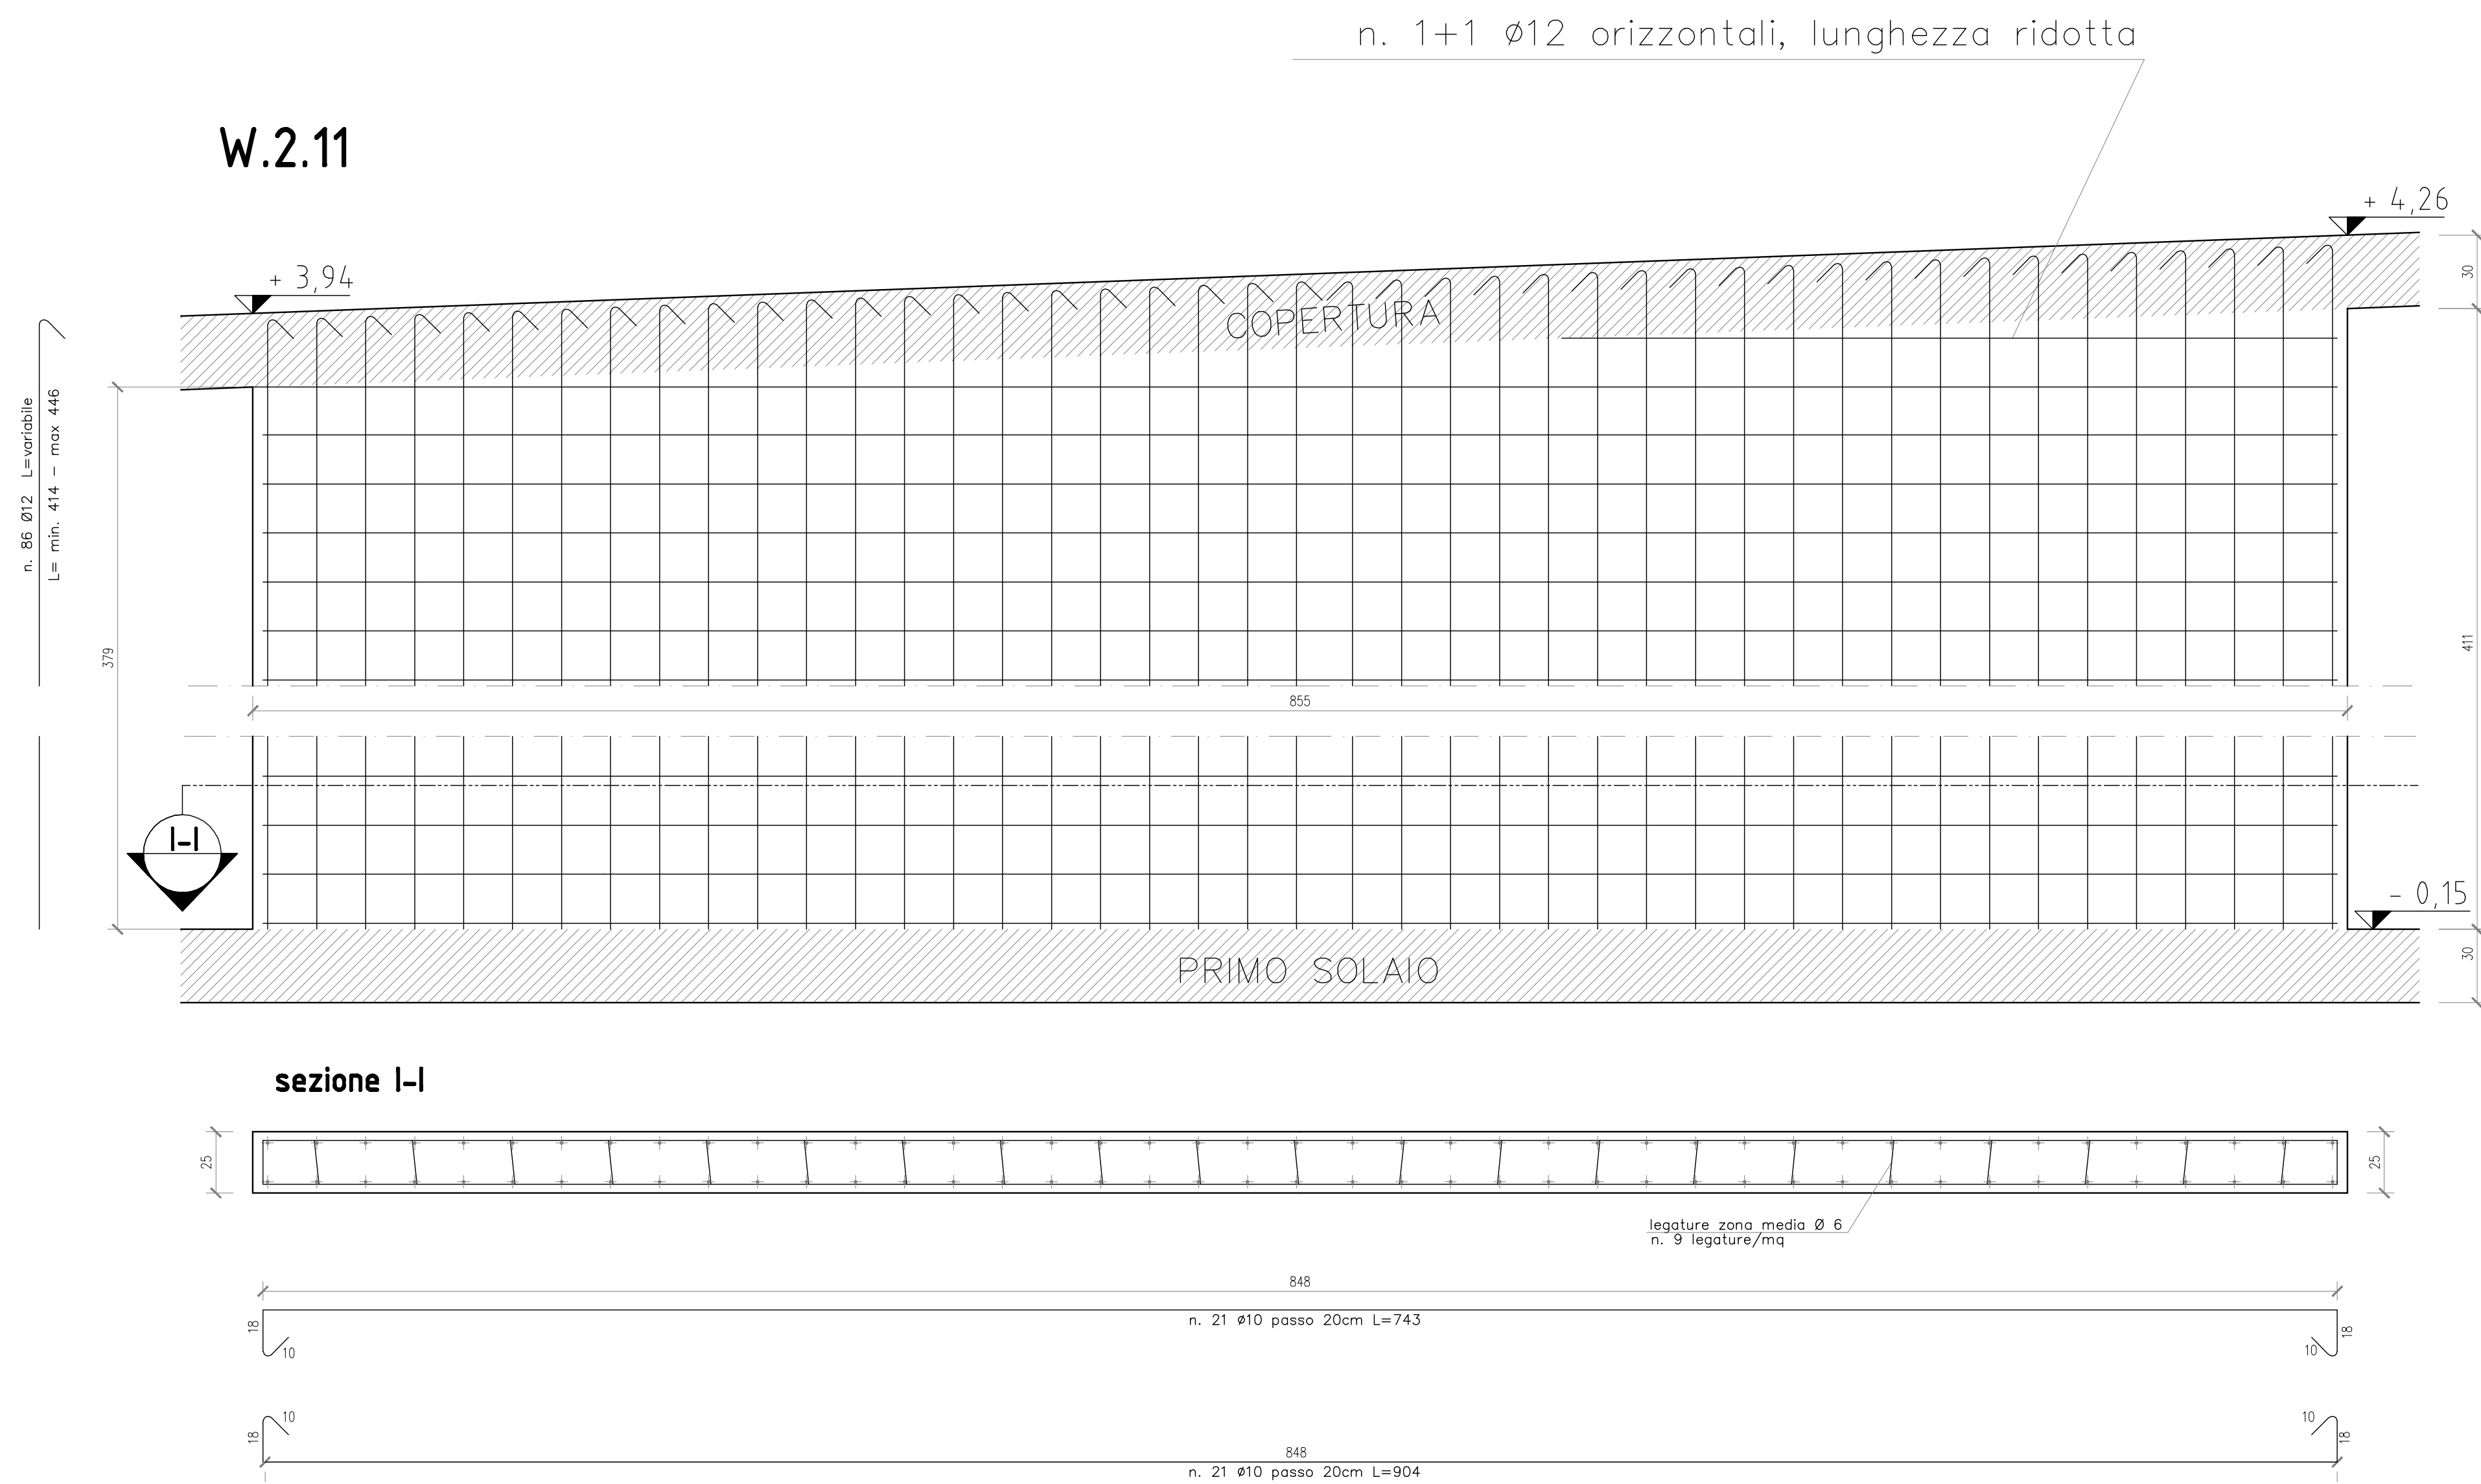 n. 1+1 Ø12 orizzontali, lunghezza ridotta
W.2.11
+ 4,26
+ 3,94
30
COPERTURA
n. 86 Ø12 L=variabile
L= min. 414 - max 446
379
411
855
I-I
- 0,15
30
PRIMO SOLAIO
sezione I-I
25
25
legature zona media Ø 6
n. 9 legature/mq
848
n. 21 Ø10 passo 20cm L=743
18
10
10
18
10
10
18
18
848
n. 21 Ø10 passo 20cm L=904